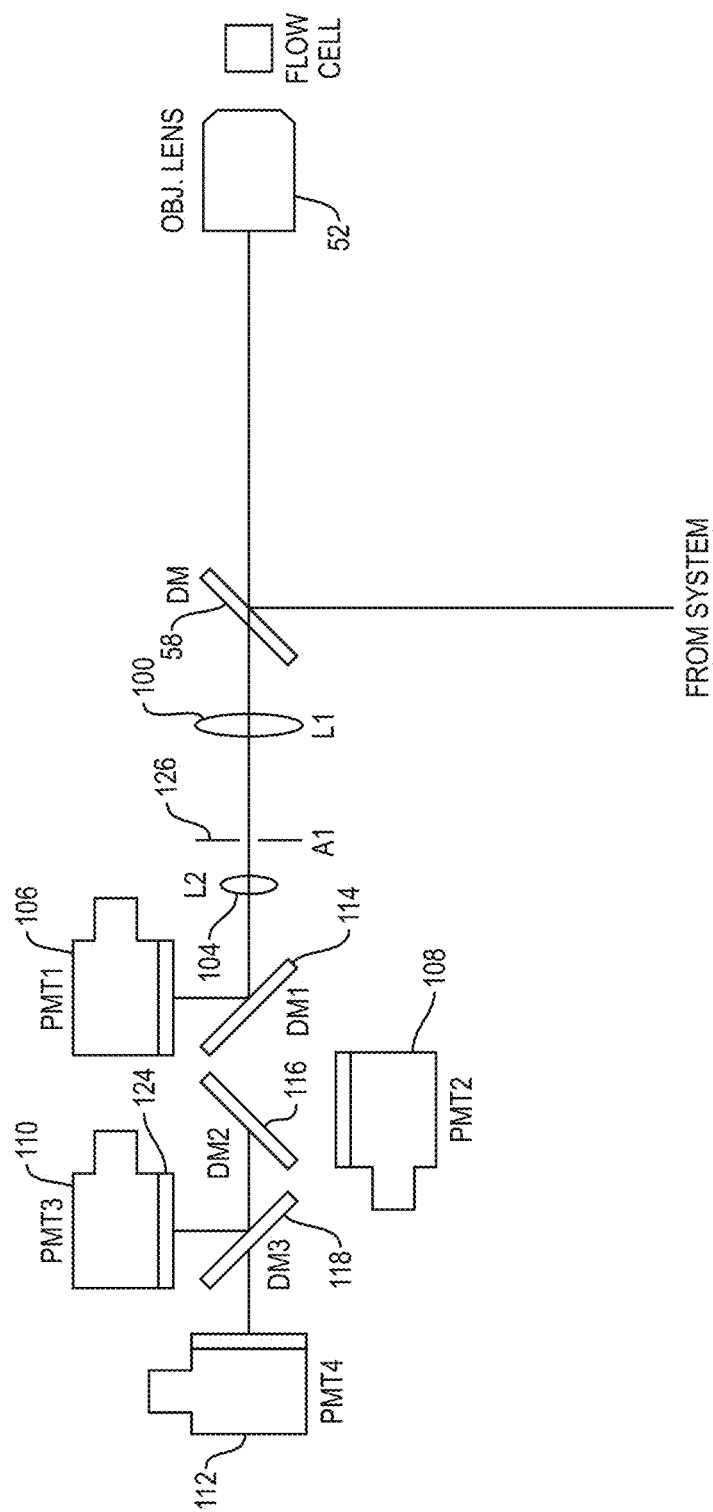 110
106
PMT3
PMT1
124
126
100
DM
OBJ. LENS
58
L2
104
112
DM2
FLOW
CELL
DM3
116
DM1
114
A1
L1
PMT4
118
52
108
PMT2
FROM SYSTEM